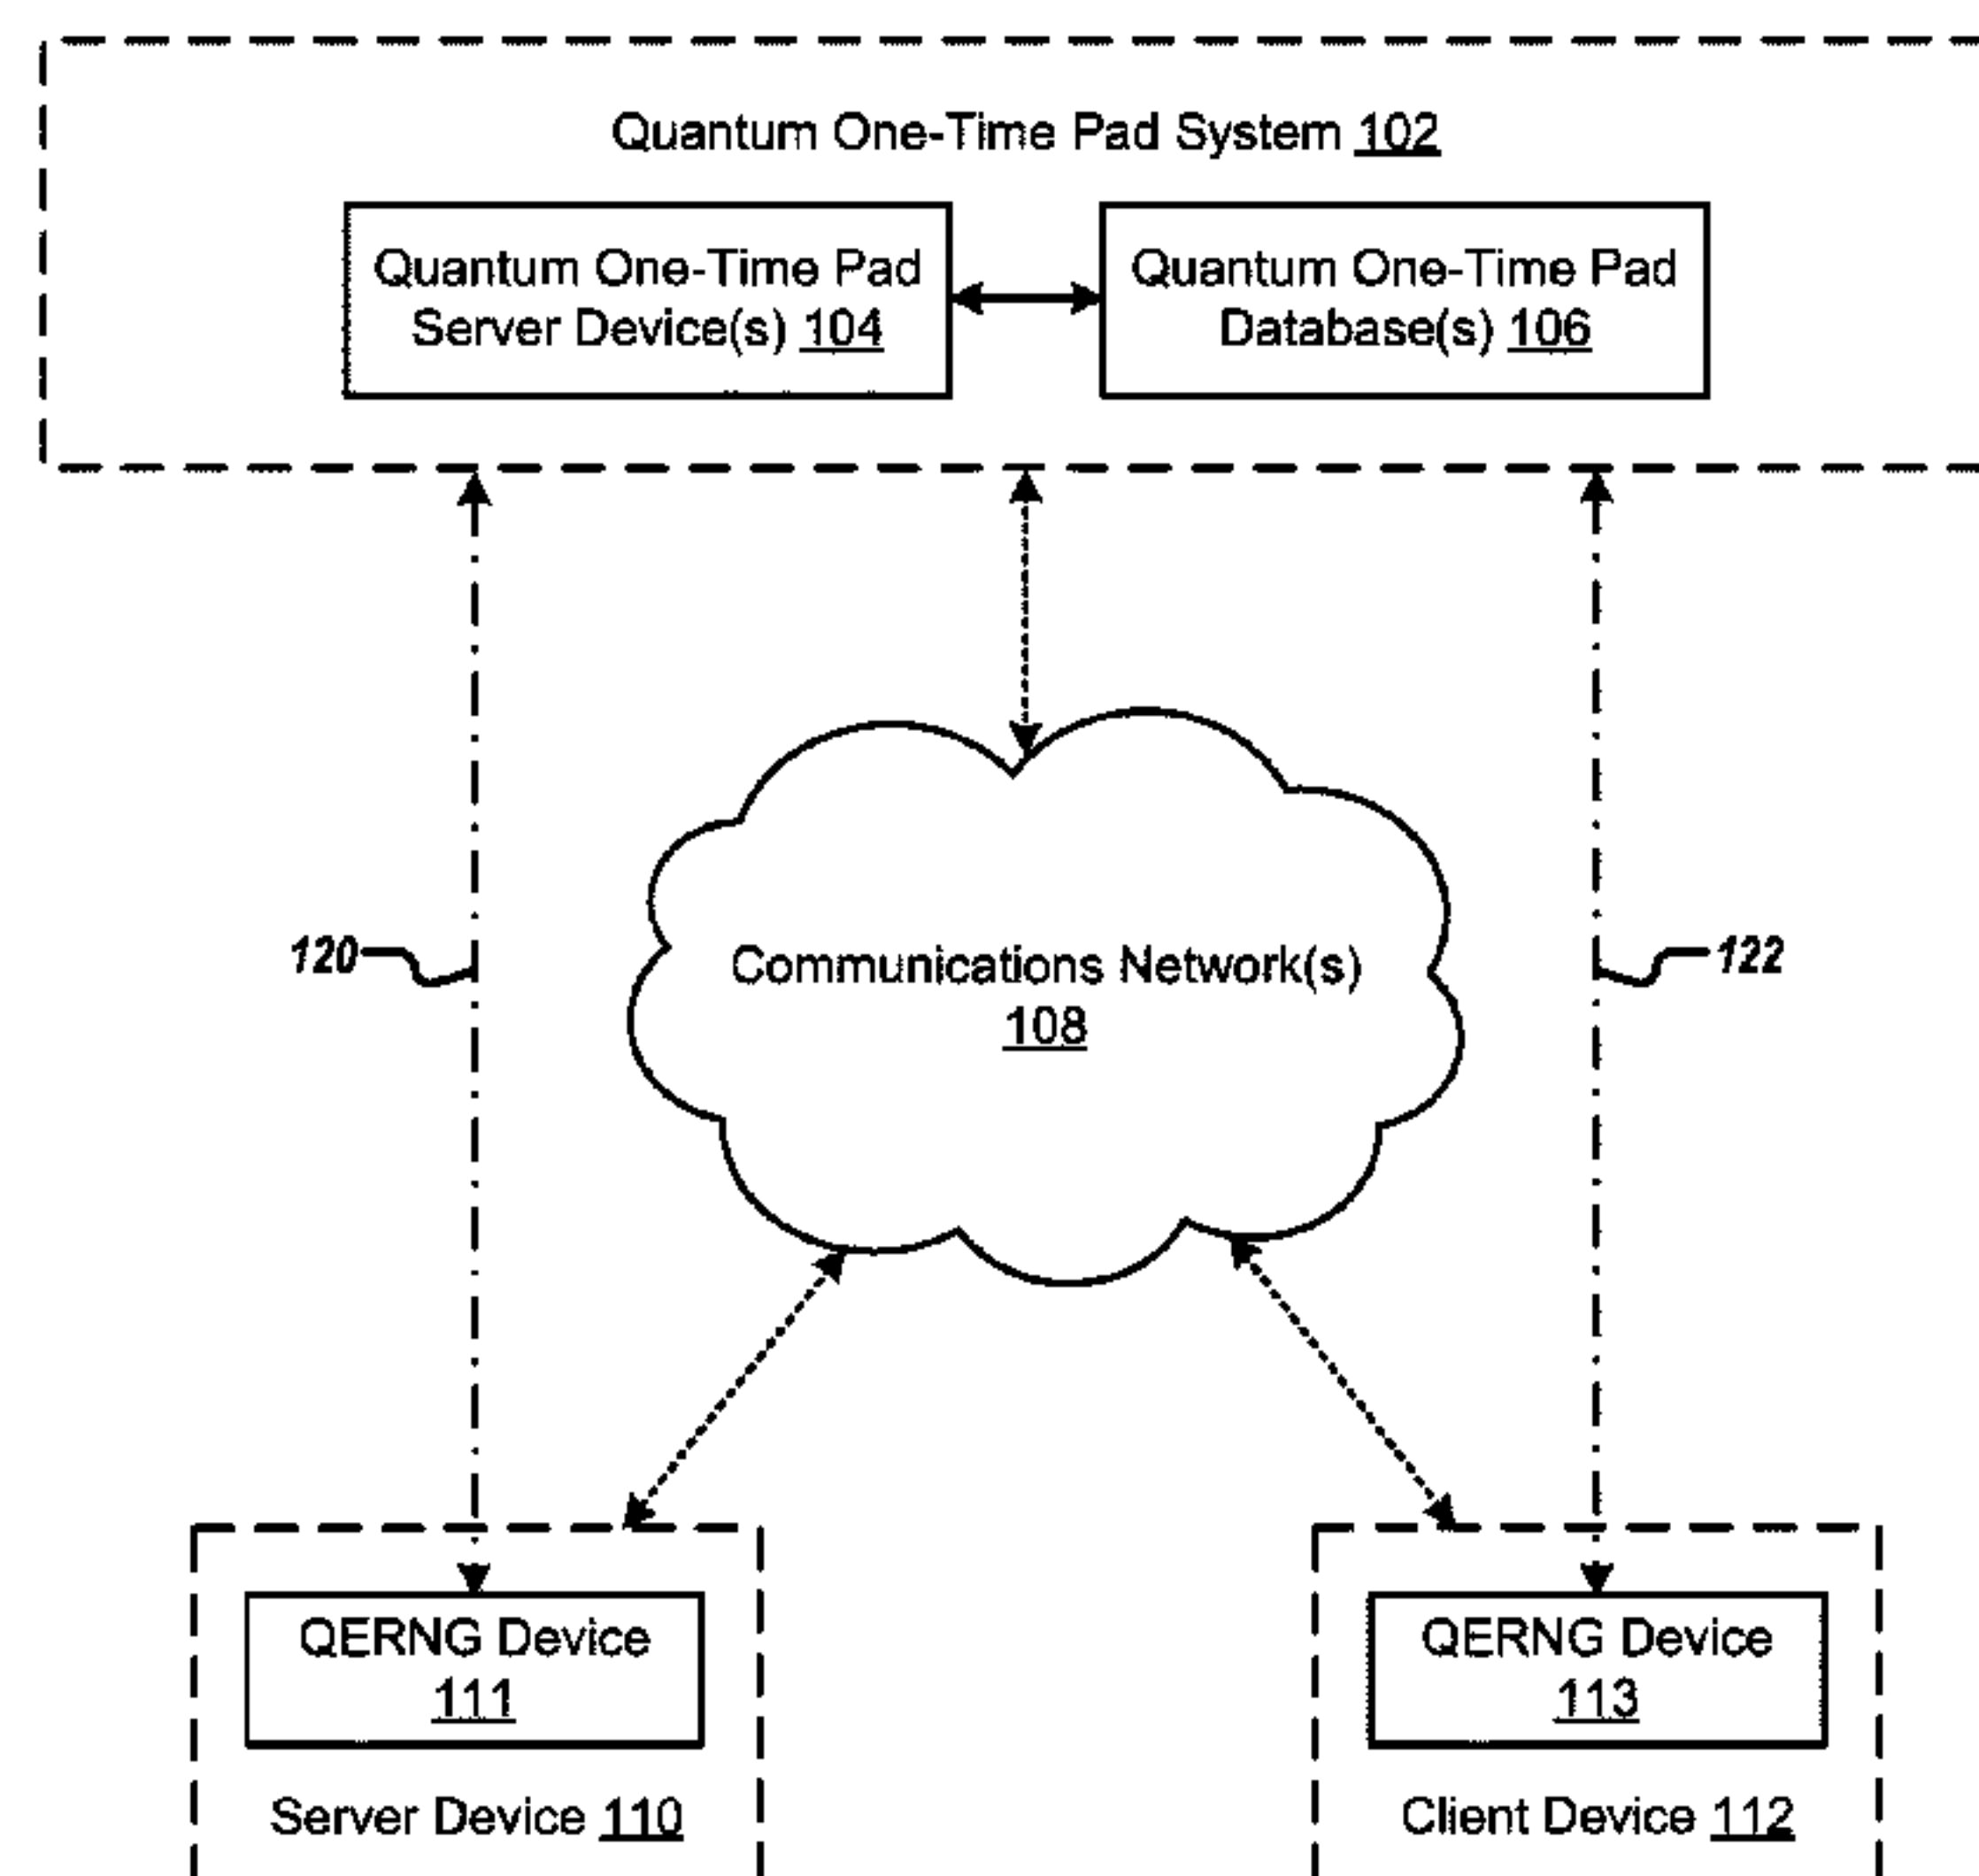 Quantum One-Time Pad System 102
Quantum One-Time Pad
Server Device(s) 104
Quantum One-Time Pad
Database(s) 106
120
Communications Network(s)
108
122
QERNG Device
111
Server Device 110
QERNG Device
113
Client Device 112